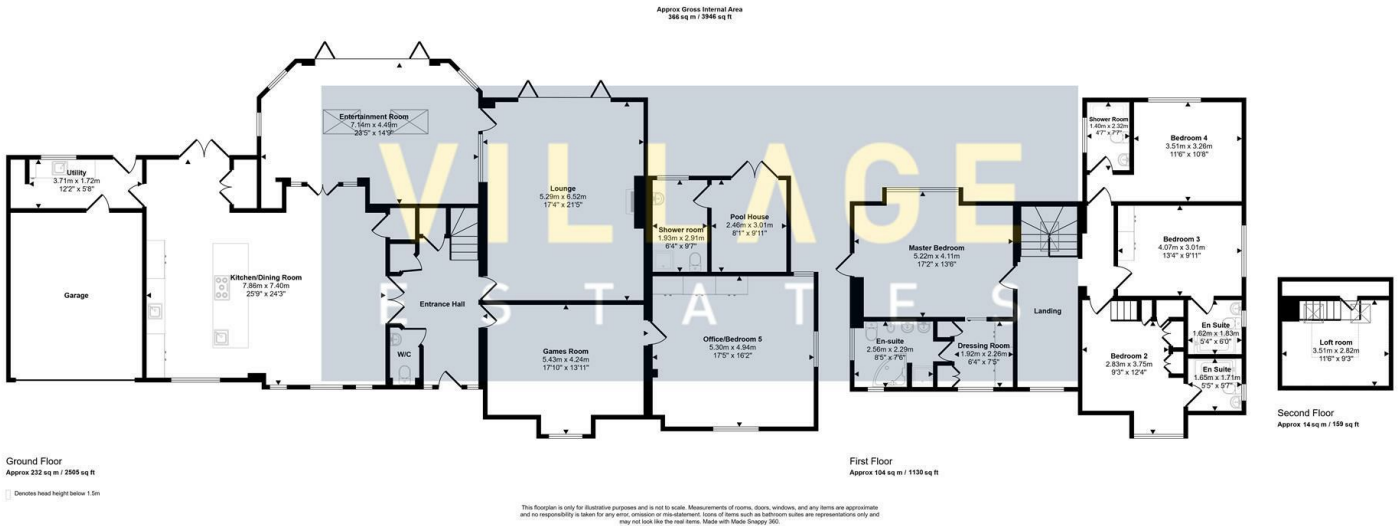 Approx Gross Internal Area
366 sq m / 3946 sq ft
VILLAGE
ESTATES
Entertainment Room
7.14m x 4.49m
23'5" x 14'9"
Utility
3.71m x 1.72m
12'2" x 5'8"
Garage
Kitchen/Dining Room
7.86m x 7.40m
25'9" x 24'3"
Entrance Hall
W/C
Lounge
5.29m x 6.52m
17'4" x 21'5"
Games Room
5.43m x 4.24m
17'10" x 13'11"
Shower room
1.93m x 2.91m
6'4" x 9'7"
Pool House
2.46m x 3.01m
8'1" x 9'11"
Office/Bedroom 5
5.30m x 4.94m
17'5" x 16'2"
Ground Floor
Approx 232 sq m / 2505 sq ft
Denotes head height below 1.5m
Master Bedroom
5.22m x 4.11m
17'2" x 13'6"
En-suite
2.56m x 2.29m
8'5" x 7'6"
Dressing Room
1.92m x 2.26m
6'4" x 7'5"
Landing
Shower Room
1.40m x 2.32m
4'7" x 7'7"
Bedroom 4
3.51m x 3.26m
11'6" x 10'8"
Bedroom 3
4.07m x 3.01m
13'4" x 9'11"
Bedroom 2
2.83m x 3.75m
9'3" x 12'4"
En Suite
1.62m x 1.83m
5'4" x 6'0"
En Suite
1.65m x 1.71m
5'5" x 5'7"
First Floor
Approx 104 sq m / 1130 sq ft
Loft room
3.51m x 2.82m
11'6" x 9'3"
Second Floor
Approx 14 sq m / 159 sq ft
This floorplan is only for illustrative purposes and is not to scale. Measurements of rooms, doors, windows, and any items are approximate
and no responsibility is taken for any error, omission or mis-statement. Icons of items such as bathroom suites are representations only and
may not look like the real items. Made with Made Snappy 360.